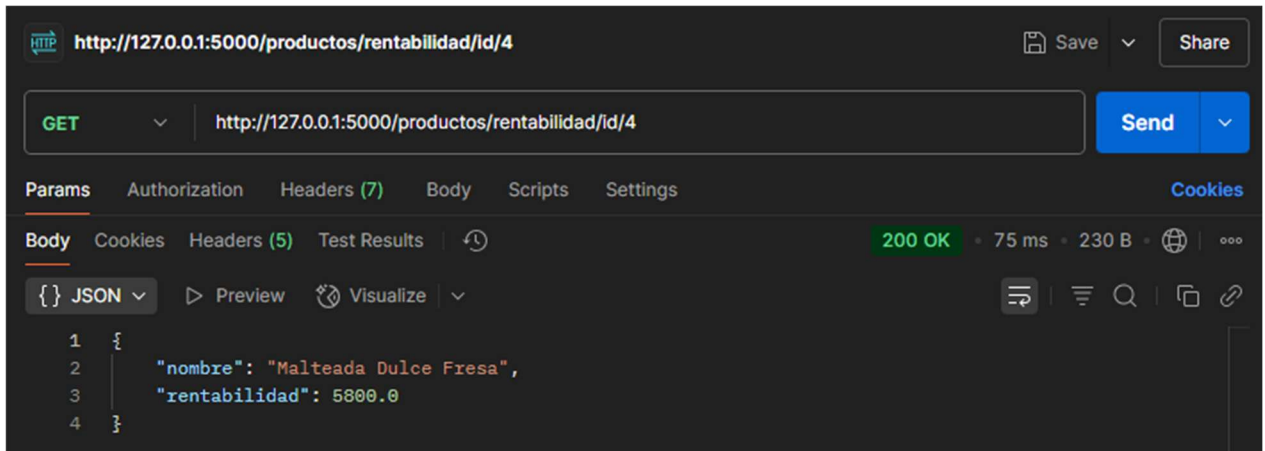 HTTP http://127.0.0.1:5000/productos/rentabilidad/id/4 Save Share
GET http://127.0.0.1:5000/productos/rentabilidad/id/4 Send
Params Authorization Headers (7) Body Scripts Settings Cookies
Body Cookies Headers (5) Test Results 200 OK • 75 ms • 230 B •
{ } JSON Preview Visualize
1 {
2 "nombre": "Malteada Dulce Fresa",
3 "rentabilidad": 5800.0
4 }